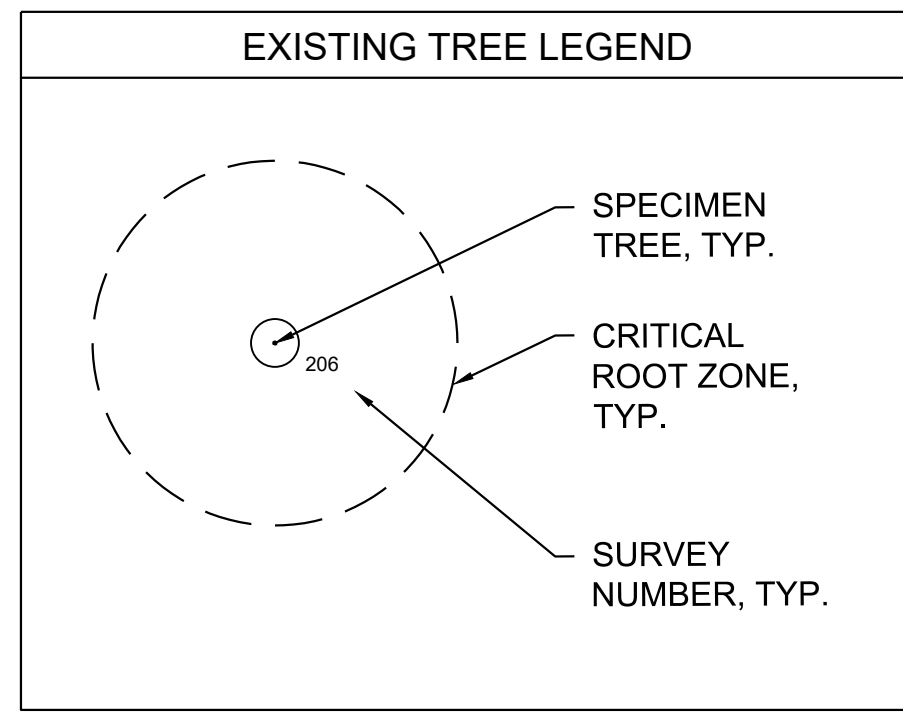 EXISTING TREE LEGEND
SPECIMEN
TREE, TYP.
206
CRITICAL
ROOT ZONE,
TYP.
SURVEY
NUMBER, TYP.